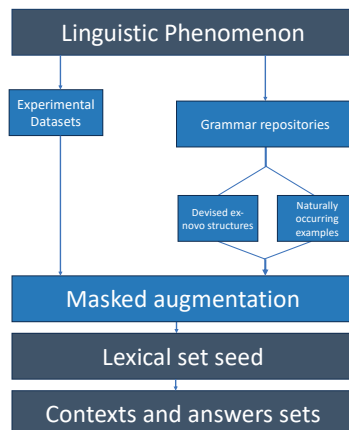 Linguistic Phenomenon
Experimental
Datasets
Grammar repositories
Devised ex-
novo structures
Naturally
occurring
examples
Masked augmentation
Lexical set seed
Contexts and answers sets